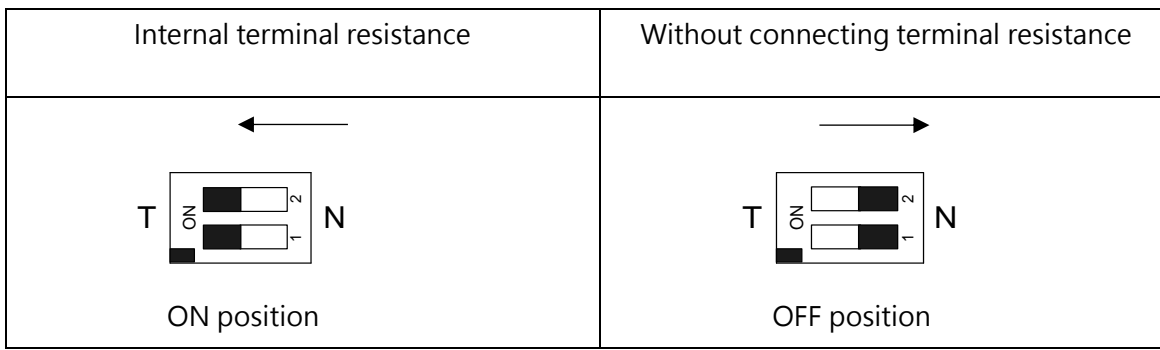 Internal terminal resistance
Without connecting terminal resistance
T ON 2 1 N
ON position
T ON 2 1 N
OFF position